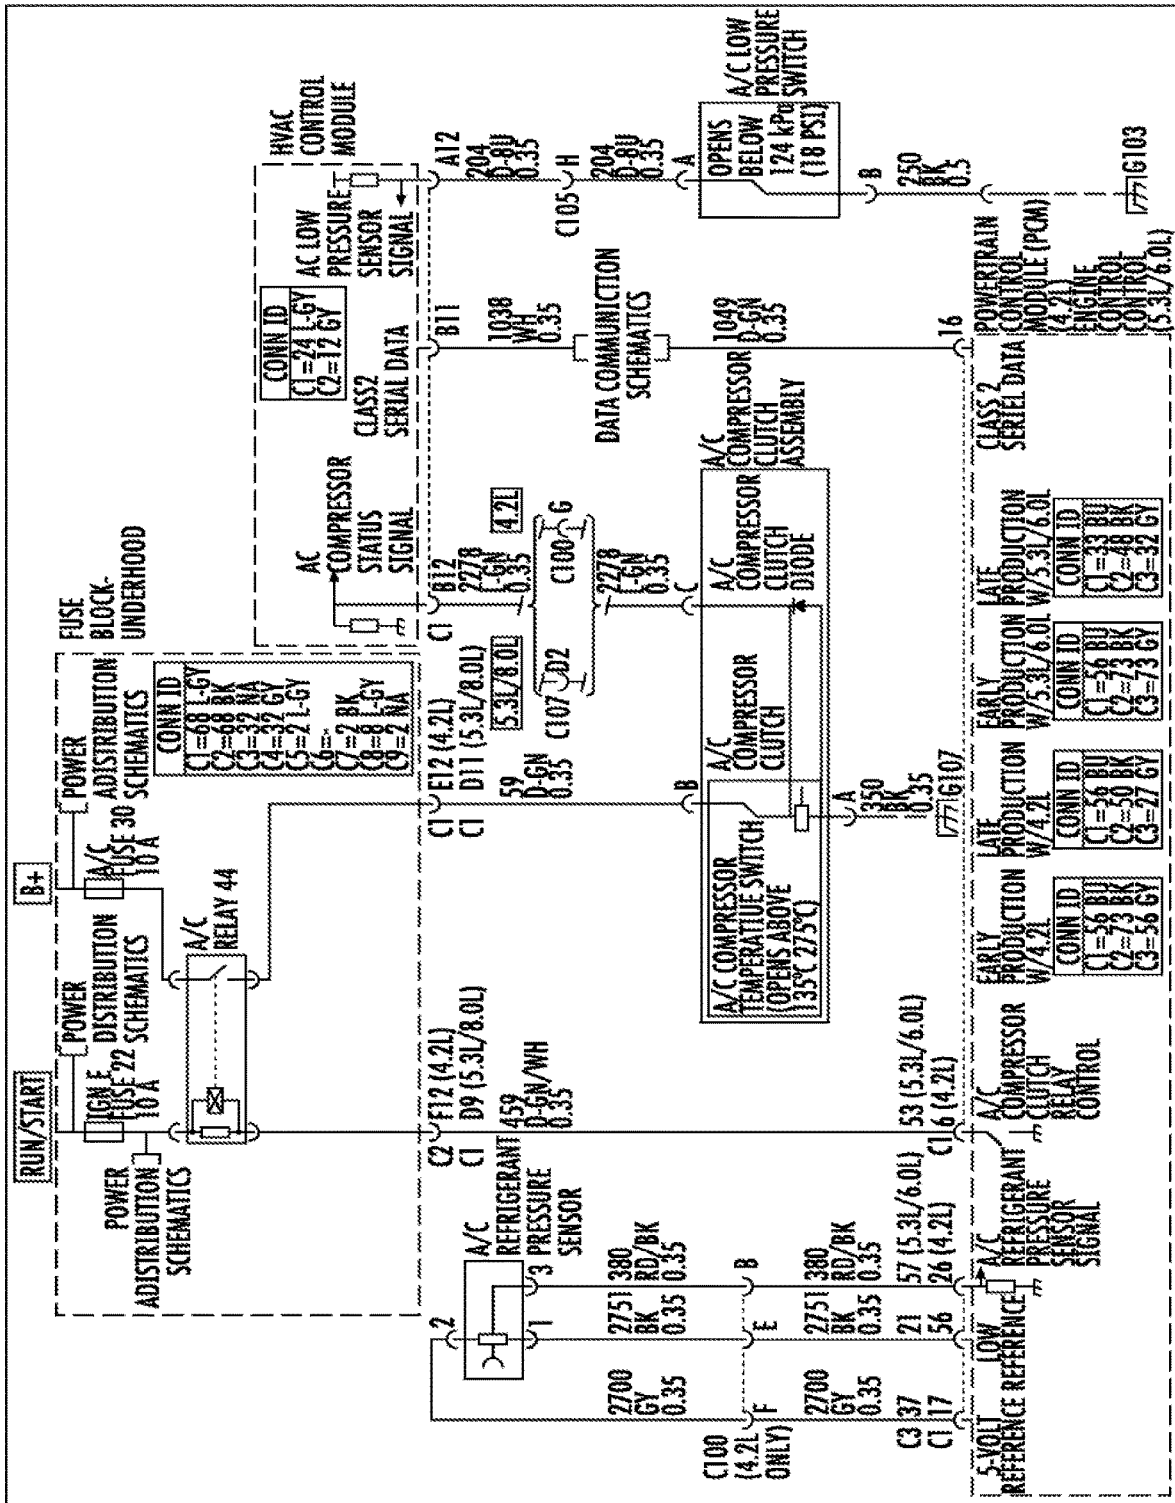 RUN/START
B+
POWER
DISTRIBUTION
SCHEMATICS
POWER
ADISTRIBUTION
SCHEMATICS
FUSE
BLOCK-
UNDERHOOD
IGN E
FUSE 22
10 A
A/C
FUSE 30
10 A
POWER
ADISTRIBUTION
SCHEMATICS
A/C
RELAY 44
CONN ID
C1=68 L-GY
C2=68 BK
C3=32 NA
C4=32 GY
C5=2 L-GY
C6=-
C7=2 BK
C8=8 L-GY
C9=2 NA
HVAC
CONTROL
MODULE
CONN ID
C1=24 L-GY
C2=12 GY
AC
COMPRESSOR
STATUS
SIGNAL
CLASS2
SERIAL DATA
AC LOW
PRESSURE
SENSOR
SIGNAL
C2 F12 (4.2L)
C1 D9 (5.3L/8.0L)
459
D-GN/WH
0.35
C1 E12 (4.2L)
C1 D11 (5.3L/8.0L)
59
D-GN
0.35
C1 B12
2278
L-GN
0.35
5.3L/8.0L
4.2L
C107 D2
C100 G
2278
L-GN
0.35
B11
1038
WH
0.35
DATA COMMUNICTION
SCHEMATICS
1049
D-GN
0.35
A12
204
D-8U
0.35
C105 H
204
D-8U
0.35
A
A/C LOW
PRESSURE
SWITCH
OPENS
BELOW
124 kPa
(18 PSI)
B
250
BK
0.5
G103
2
A/C
REFRIGERANT
PRESSURE
SENSOR
1
3
2700
GY
0.35
2751
BK
0.35
380
RD/BK
0.35
C100
(4.2L
ONLY)
F
E
B
2700
GY
0.35
2751
BK
0.35
380
RD/BK
0.35
B
C
A/C
COMPRESSOR
CLUTCH
ASSEMBLY
A/C COMPRESSOR
TEMPERATIVE SWITCH
(OPENS ABOVE
135°C 275°C)
A/C
COMPRESSOR
CLUTCH
A/C
COMPRESSOR
CLUTCH
DIODE
A
350
BK
0.35
G107
C3 37
C1 17
21
56
57 (5.3L/6.0L)
26 (4.2L)
53 (5.3L/6.0L)
C1 6 (4.2L)
16
5-VOLT
REFERENCE
LOW
REFERENCE
A/C
REFRIGERANT
PRESSURE
SENSOR
SIGNAL
A/C
COMPRESSOR
CLUTCH
RELAY
CONTROL
EARLY
PRODUCTION
W/4.2L
CONN ID
C1=56 BU
C2=73 BK
C3=56 GY
LATE
PRODUCTION
W/4.2L
CONN ID
C1=56 BU
C2=50 BK
C3=27 GY
EARLY
PRODUCTION
W/5.3L/6.0L
CONN ID
C1=56 BU
C2=73 BK
C3=73 GY
LATE
PRODUCTION
W/5.3L/6.0L
CONN ID
C1=33 BU
C2=48 BK
C3=32 GY
CLASS 2
SERIEL DATA
POWERTRAIN
CONTROL
MODULE (PCM)
(4.2L)
ENGINE
CONTROL
CONTROL
(5.3L/6.0L)